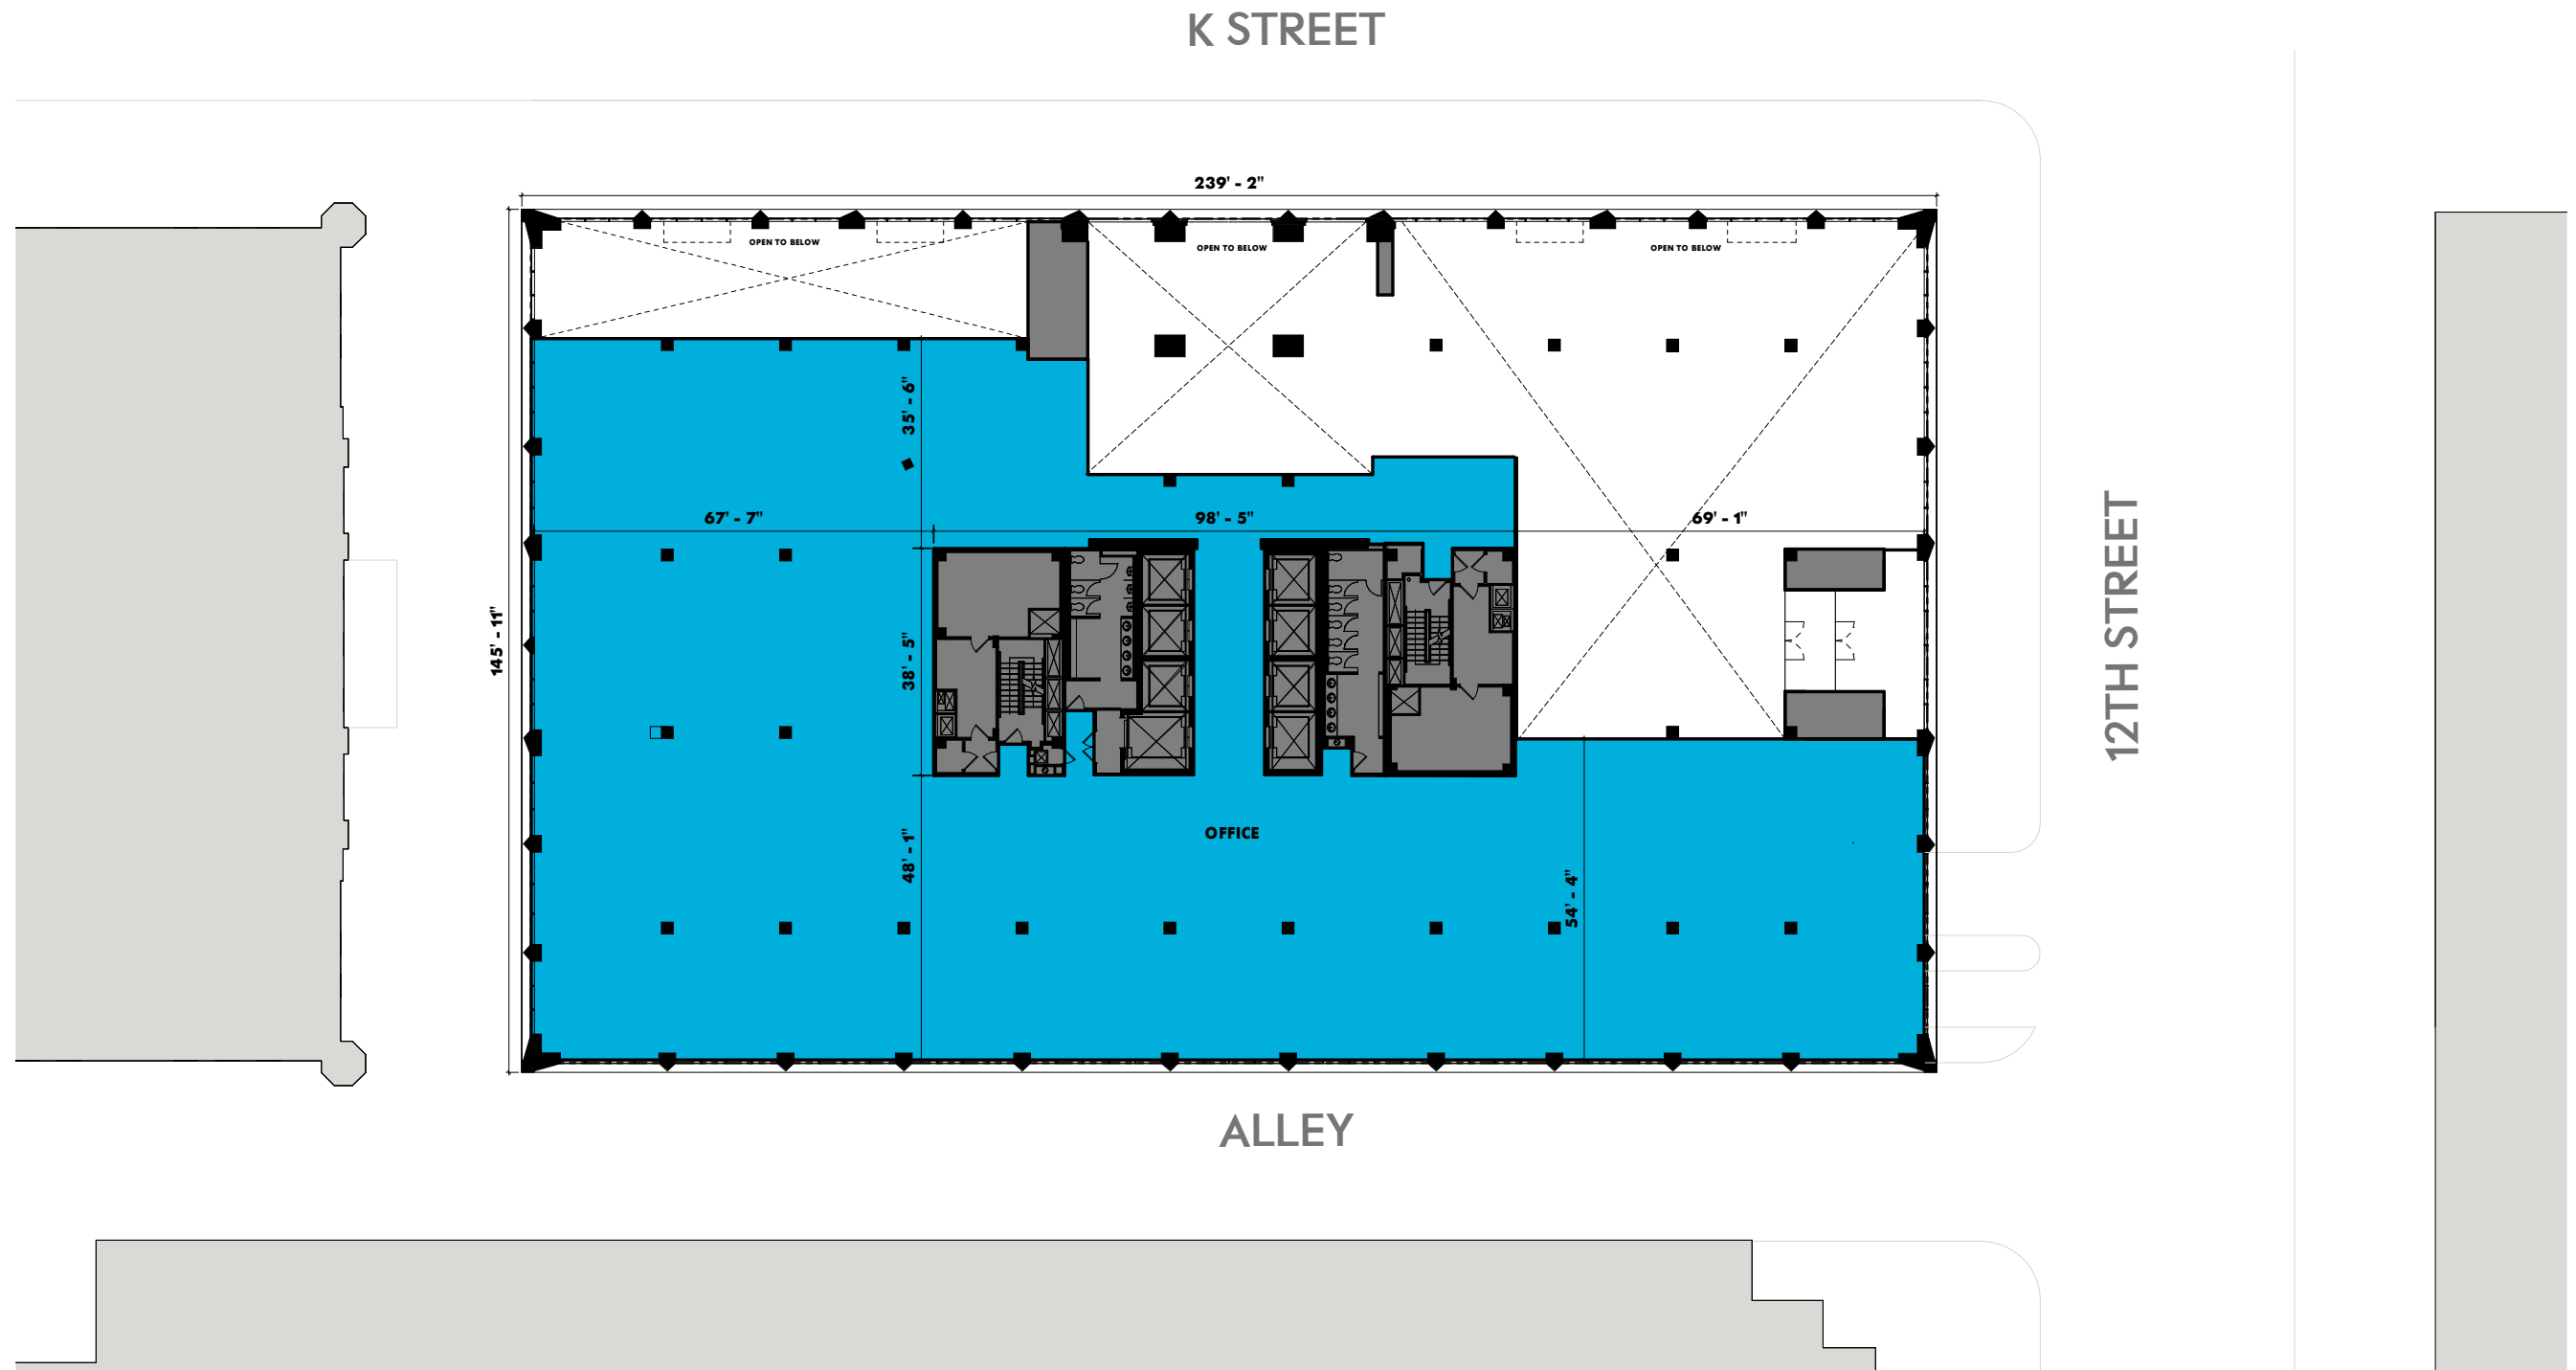 K STREET
239' - 2"
OPEN TO BELOW
OPEN TO BELOW
OPEN TO BELOW
35' - 6"
67' - 7"
98' - 5"
69' - 1"
145' - 11"
38' - 5"
12TH STREET
OFFICE
48' - 1"
54' - 4"
ALLEY